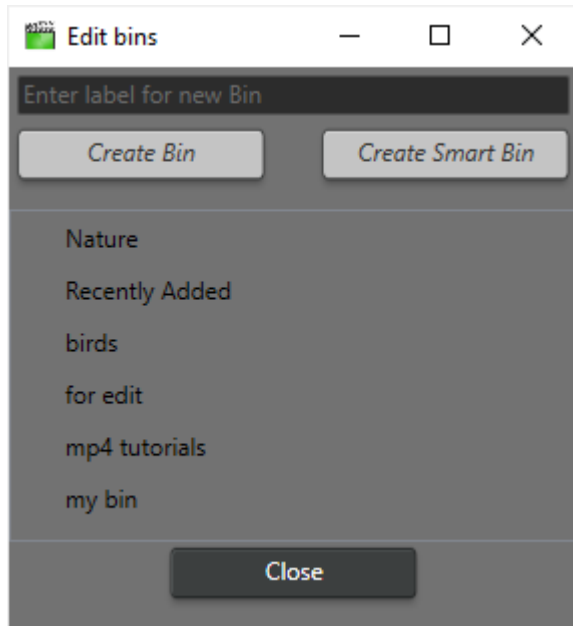 Edit bins
Enter label for new Bin
Create Bin
Create Smart Bin
Nature
Recently Added
birds
for edit
mp4 tutorials
my bin
Close